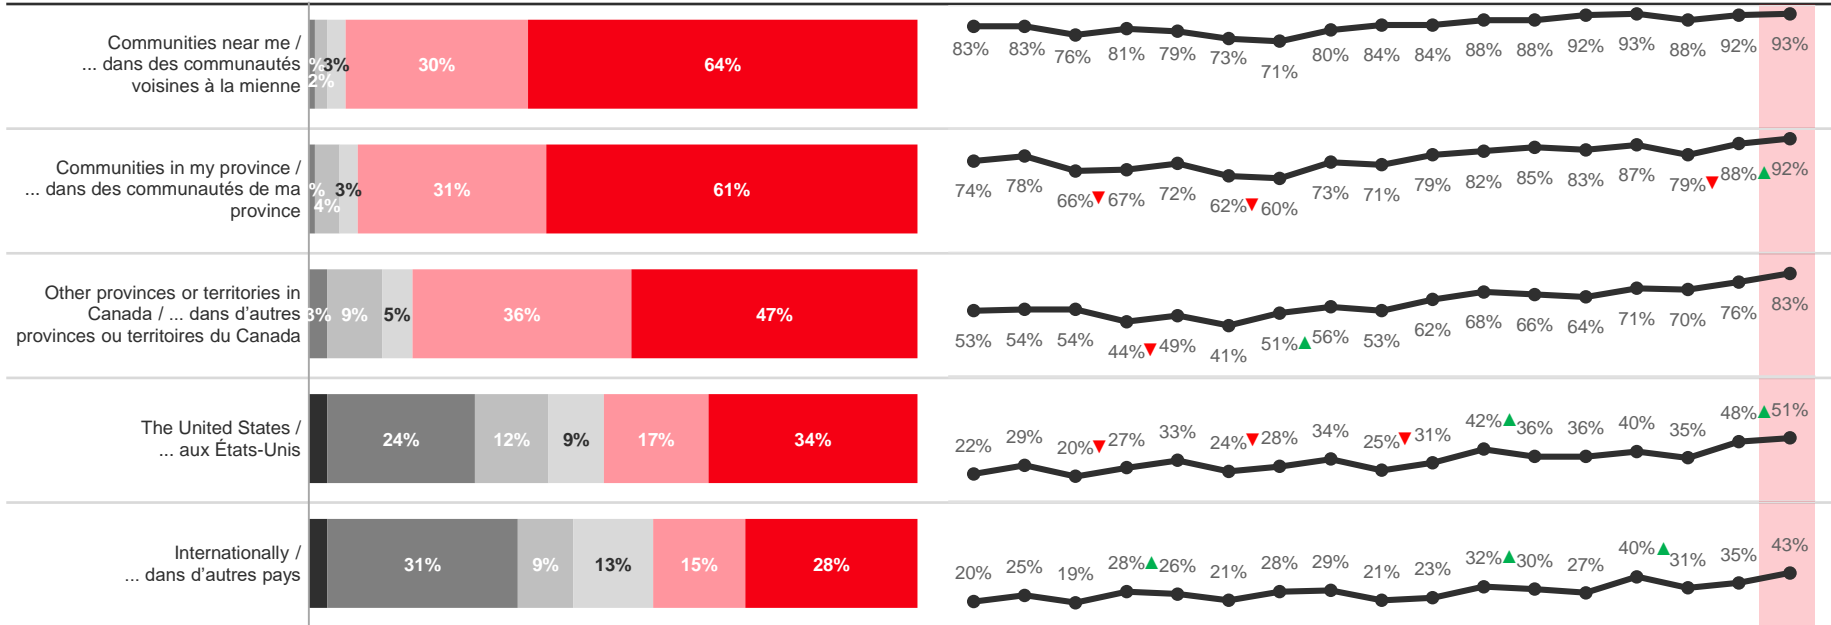 Communities near me /
... dans des communautés
voisines à la mienne
2%
3%
30%
64%
83% 83% 76% 81% 79% 73% 71% 80% 84% 84% 88% 88% 92% 93% 88% 92% 93%
Communities in my province /
... dans des communautés de ma
province
4%
3%
31%
61%
74% 78% 66%▼ 67% 72% 62%▼ 60% 73% 71% 79% 82% 85% 83% 87% 79%▼ 88%▲ 92%
Other provinces or territories in
Canada / ... dans d'autres
provinces ou territoires du Canada
3% 9% 5% 36% 47%
53% 54% 54% 44%▼ 49% 41% 51%▲ 56% 53% 62% 68% 66% 64% 71% 70% 76% 83%
The United States /
... aux États-Unis
24% 12% 9% 17% 34%
22% 29% 20%▼ 27% 33% 24%▼ 28% 34% 25%▼ 31% 42%▲ 36% 36% 40% 35% 48%▲ 51%
Internationally /
... dans d'autres pays
31% 9% 13% 15% 28%
20% 25% 19% 28%▲ 26% 21% 28% 29% 21% 23% 32%▲ 30% 27% 40%▲ 31% 35% 43%